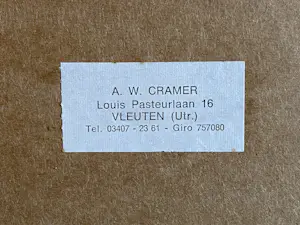 A. W. CRAMER
Louis Pasteurlaan 16
VLEUTEN (Utr.)
Tel. 03407 - 23 61 - Giro 757080